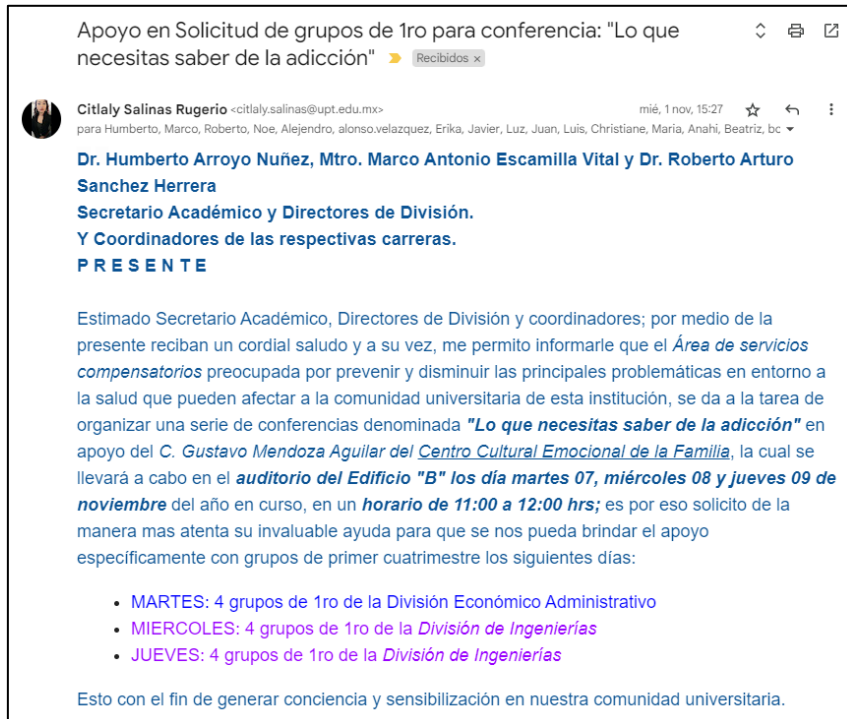 Apoyo en Solicitud de grupos de 1ro para conferencia: "Lo que
necesitas saber de la adicción" Recibidos x
Citlaly Salinas Rugerio <citlaly.salinas@upt.edu.mx> mié, 1 nov, 15:27
para Humberto, Marco, Roberto, Noe, Alejendro, alonso.velazquez, Erika, Javier, Luz, Juan, Luis, Christiane, Maria, Anahi, Beatriz, bc
Dr. Humberto Arroyo Nuñez, Mtro. Marco Antonio Escamilla Vital y Dr. Roberto Arturo
Sanchez Herrera
Secretario Académico y Directores de División.
Y Coordinadores de las respectivas carreras.
P R E S E N T E
Estimado Secretario Académico, Directores de División y coordinadores; por medio de la
presente reciban un cordial saludo y a su vez, me permito informarle que el Área de servicios
compensatorios preocupada por prevenir y disminuir las principales problemáticas en entorno a
la salud que pueden afectar a la comunidad universitaria de esta institución, se da a la tarea de
organizar una serie de conferencias denominada "Lo que necesitas saber de la adicción" en
apoyo del C. Gustavo Mendoza Aguilar del Centro Cultural Emocional de la Familia, la cual se
llevará a cabo en el auditorio del Edificio "B" los día martes 07, miércoles 08 y jueves 09 de
noviembre del año en curso, en un horario de 11:00 a 12:00 hrs; es por eso solicito de la
manera mas atenta su invaluable ayuda para que se nos pueda brindar el apoyo
específicamente con grupos de primer cuatrimestre los siguientes días:
• MARTES: 4 grupos de 1ro de la División Económico Administrativo
• MIERCOLES: 4 grupos de 1ro de la División de Ingenierías
• JUEVES: 4 grupos de 1ro de la División de Ingenierías
Esto con el fin de generar conciencia y sensibilización en nuestra comunidad universitaria.